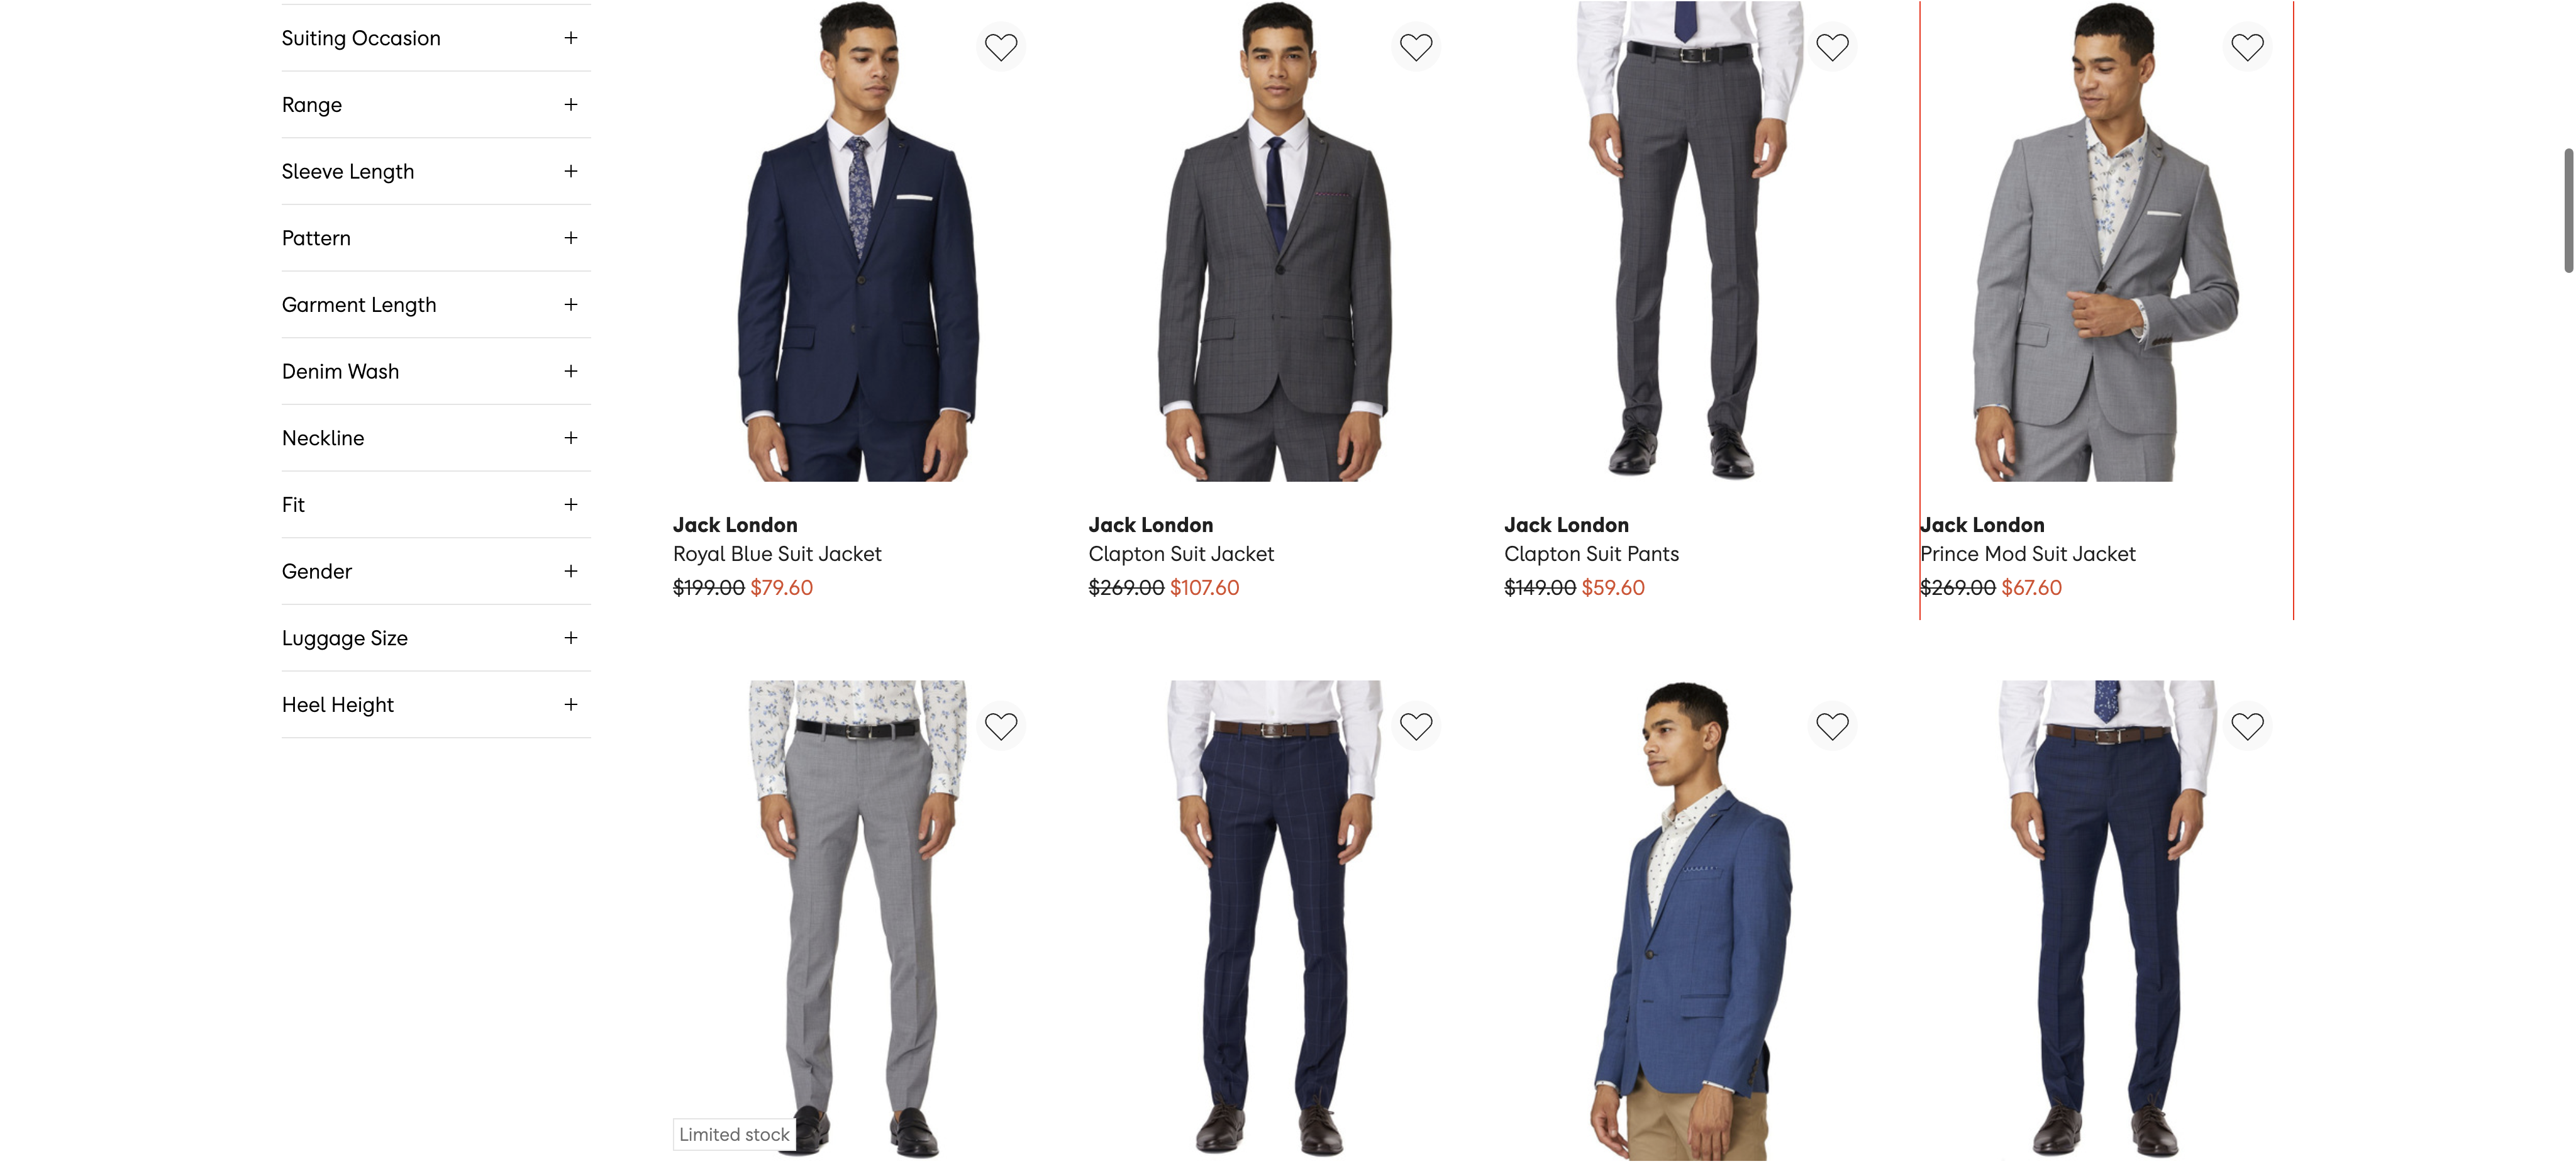 Suiting Occasion
Range
Sleeve Length
Pattern
Garment Length
Denim Wash
Neckline
Fit
Gender
Luggage Size
Heel Height
Jack London
Royal Blue Suit Jacket
$199.00 $79.60
Jack London
Clapton Suit Jacket
$269.00 $107.60
Jack London
Clapton Suit Pants
$149.00 $59.60
Jack London
Prince Mod Suit Jacket
$269.00 $67.60
Limited stock